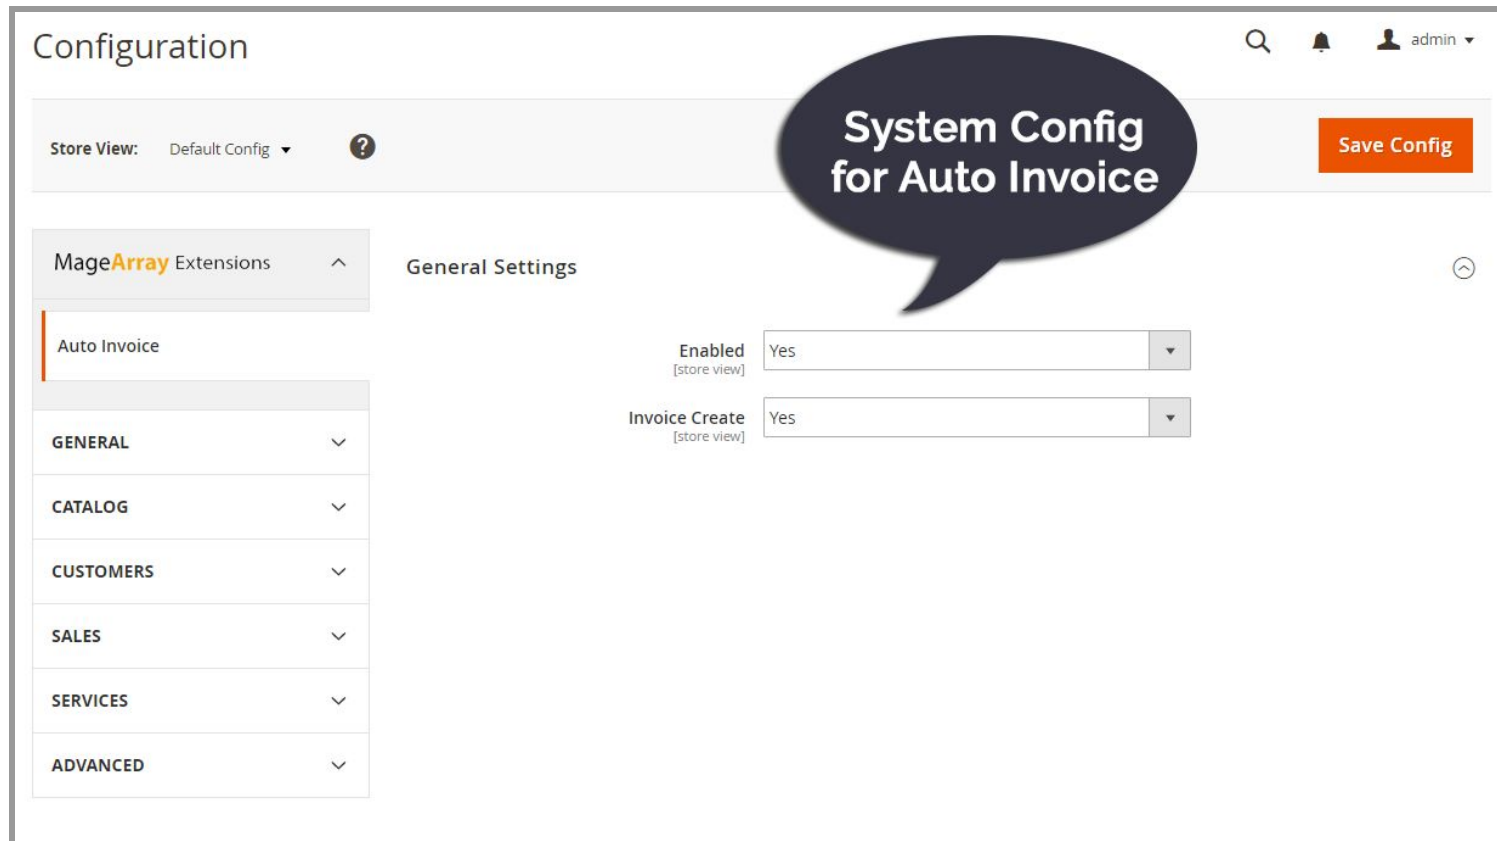 Configuration
admin
System Config
for Auto Invoice
Store View: Default Config
?
Save Config
MageArray Extensions
General Settings
Auto Invoice
Enabled Yes
[store view]
Invoice Create Yes
[store view]
GENERAL
CATALOG
CUSTOMERS
SALES
SERVICES
ADVANCED